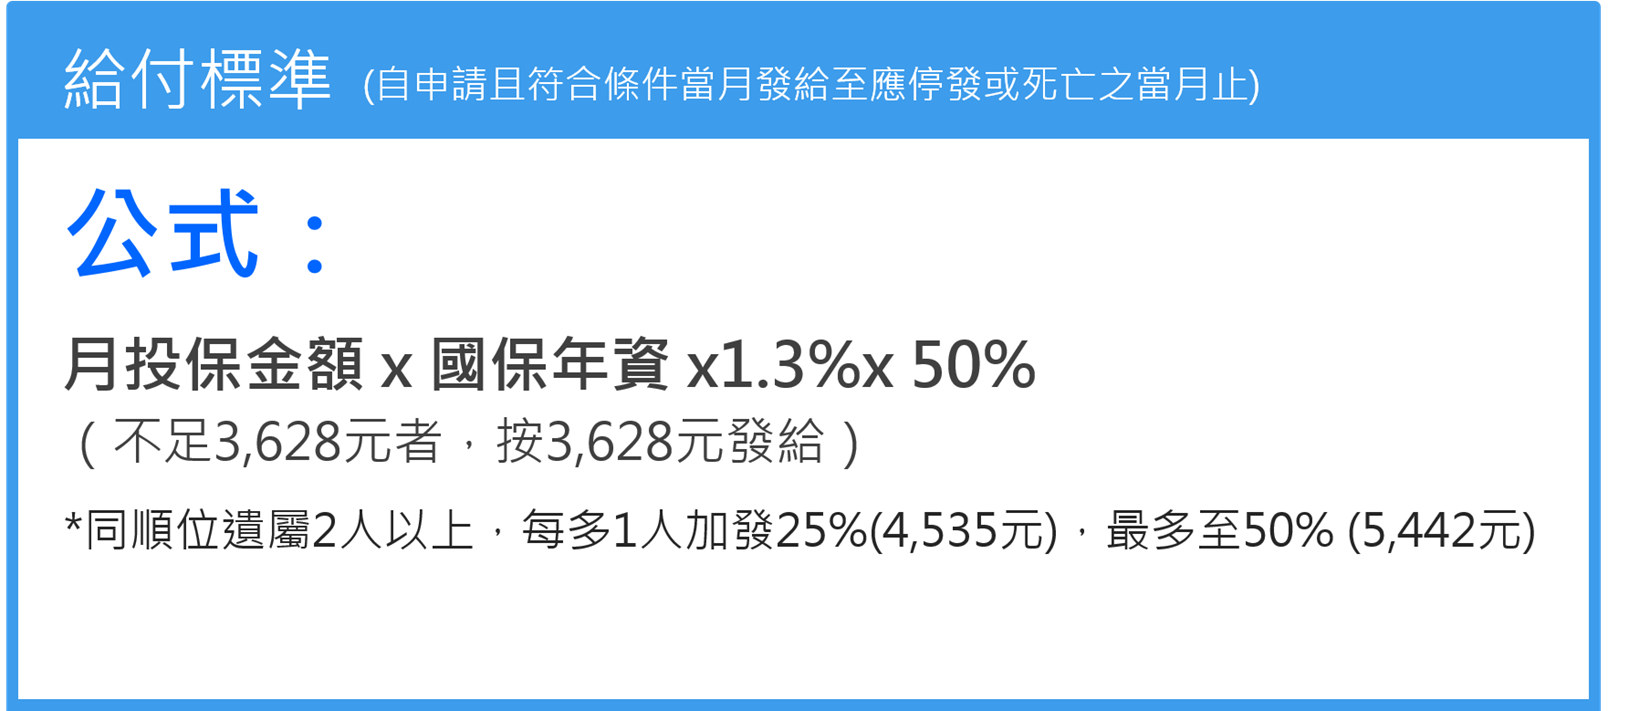 給付標準 (自申請且符合條件當月發給至應停發或死亡之當月止)
公式：
月投保金額 x 國保年資 x1.3%x 50%
（不足3,628元者，按3,628元發給）
*同順位遺屬2人以上，每多1人加發25%(4,535元)，最多至50% (5,442元)